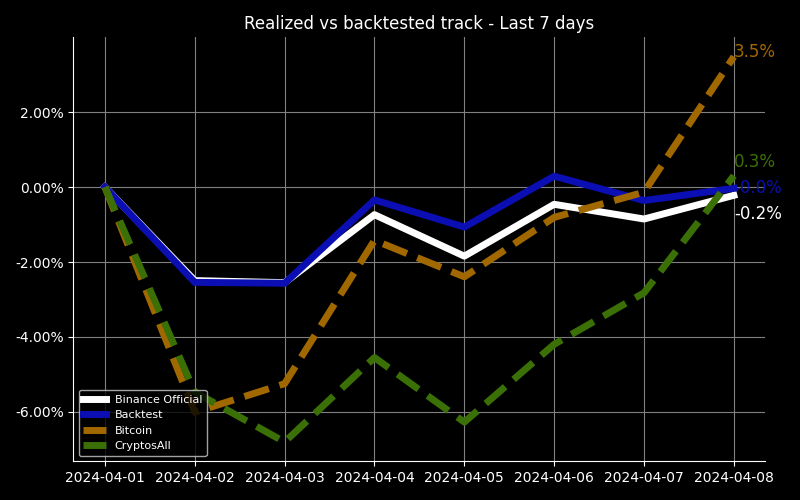 Realized vs backtested track - Last 7 days
3.5%
2.00%
0.3%
0.00%
-0.0%
-0.2%
-2.00%
-4.00%
-6.00%
Binance Official
Backtest
Bitcoin
CryptosAll
2024-04-01 2024-04-02 2024-04-03 2024-04-04 2024-04-05 2024-04-06 2024-04-07 2024-04-08